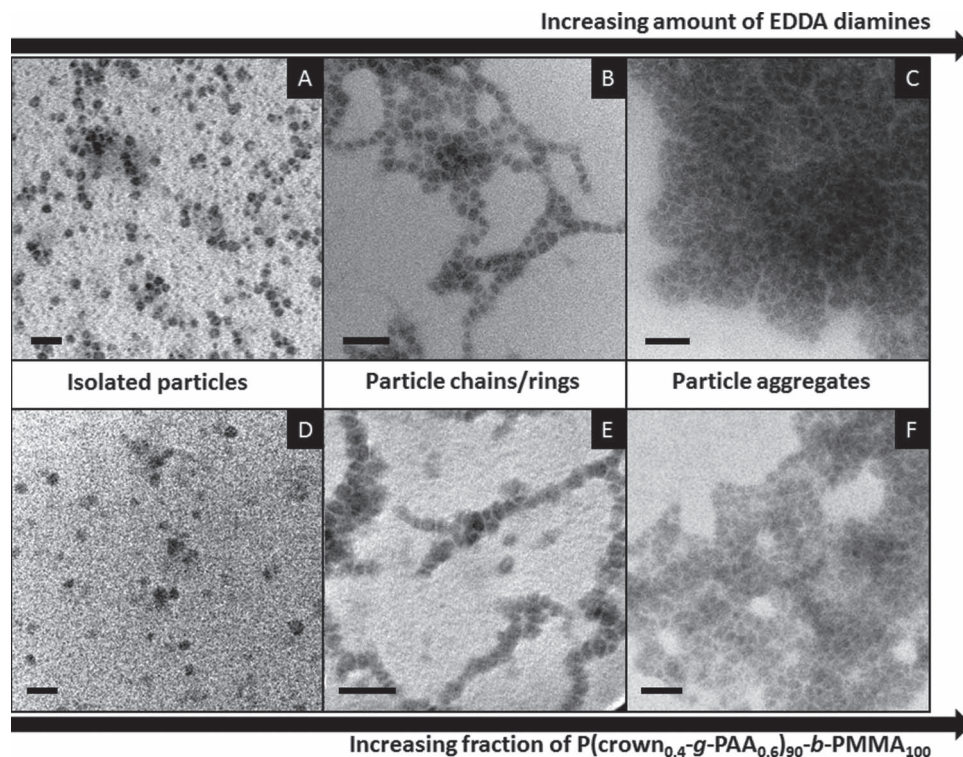 Increasing amount of EDDA diamines
A
B
C
Isolated particles
Particle chains/rings
Particle aggregates
D
E
F
Increasing fraction of P(crown0.4-g-PAA0.6)90-b-PMMA100